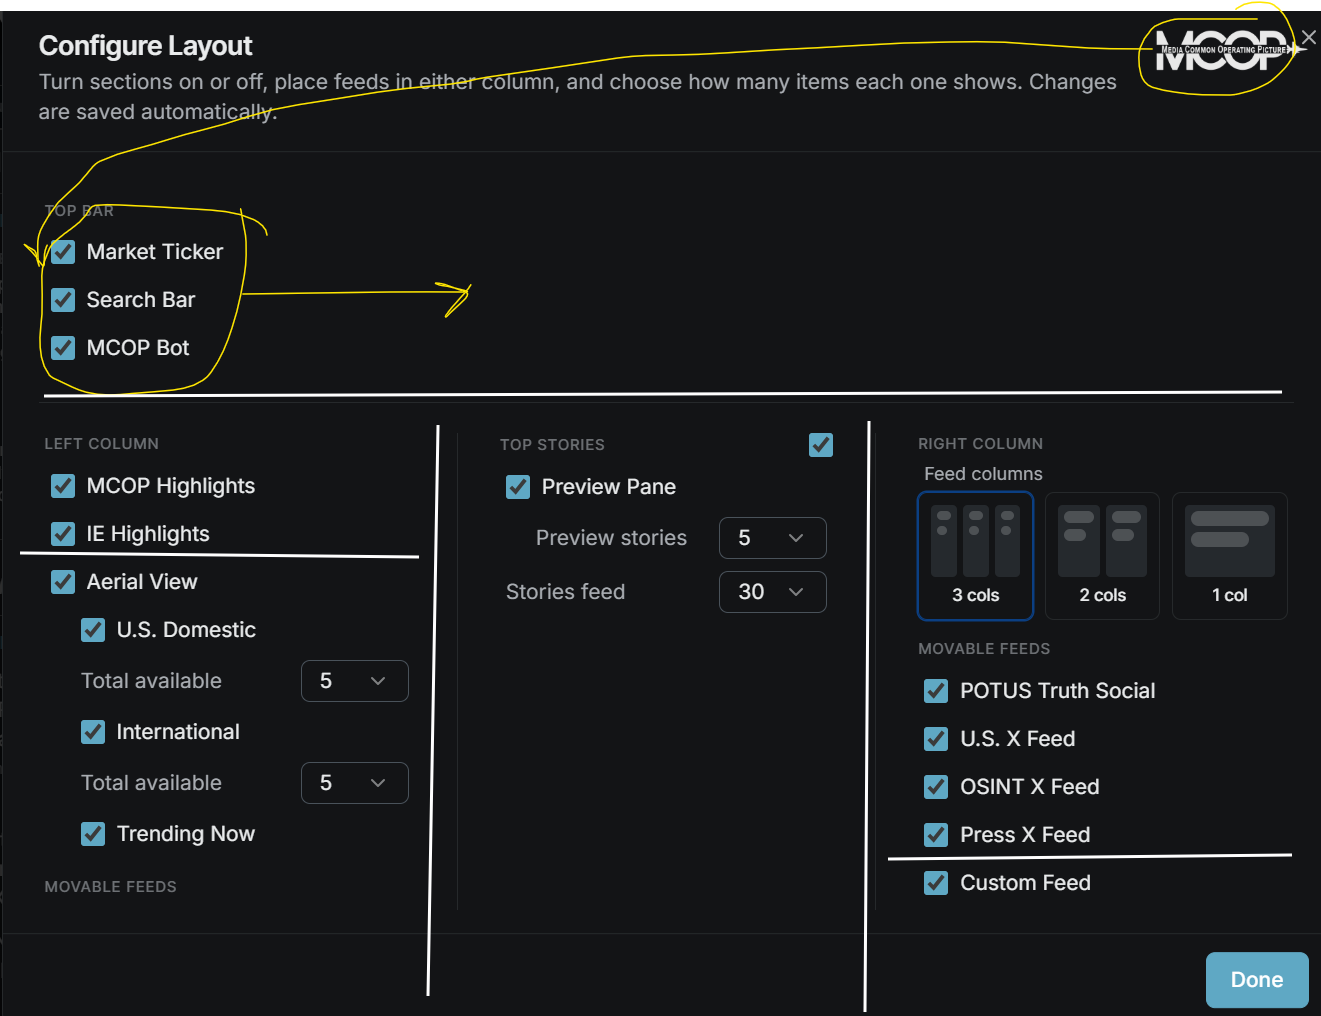 Configure Layout
MCOP
MEDIA COMMON OPERATING PICTURE
Turn sections on or off, place feeds in either column, and choose how many items each one shows. Changes
are saved automatically.
TOP BAR
Market Ticker
Search Bar
MCOP Bot
LEFT COLUMN
MCOP Highlights
IE Highlights
Aerial View
U.S. Domestic
Total available 5
International
Total available 5
Trending Now
MOVABLE FEEDS
TOP STORIES
Preview Pane
Preview stories 5
Stories feed 30
RIGHT COLUMN
Feed columns
3 cols 2 cols 1 col
MOVABLE FEEDS
POTUS Truth Social
U.S. X Feed
OSINT X Feed
Press X Feed
Custom Feed
Done